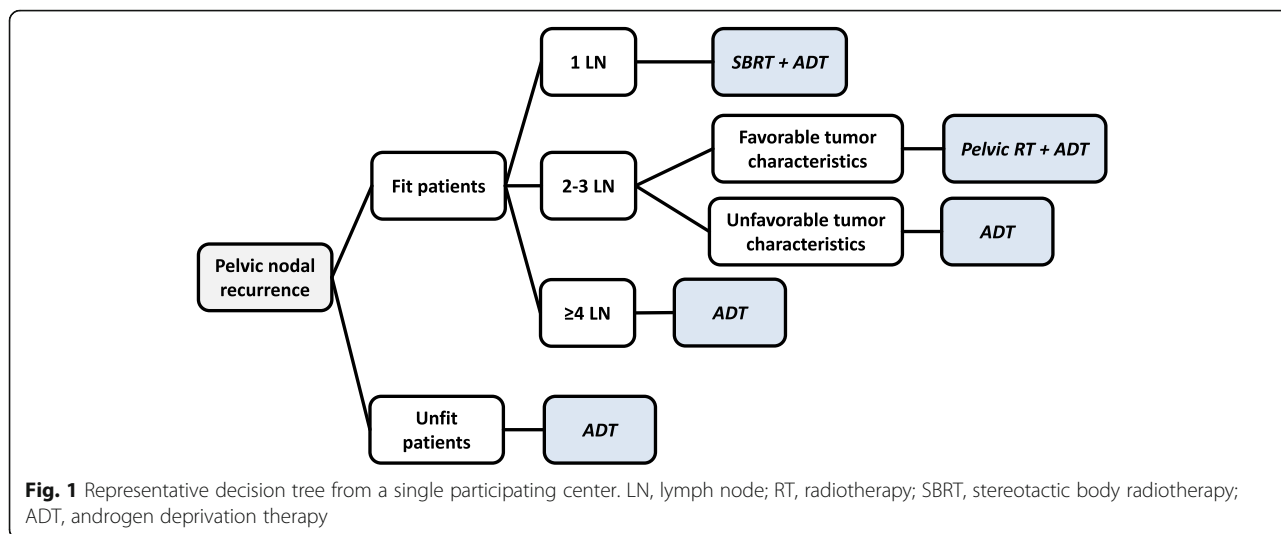 1 LN
SBRT + ADT
Favorable tumor
characteristics
Pelvic RT + ADT
Fit patients
2-3 LN
Unfavorable tumor
characteristics
ADT
Pelvic nodal
recurrence
≥4 LN
ADT
Unfit
patients
ADT
Fig. 1 Representative decision tree from a single participating center. LN, lymph node; RT, radiotherapy; SBRT, stereotactic body radiotherapy;
ADT, androgen deprivation therapy